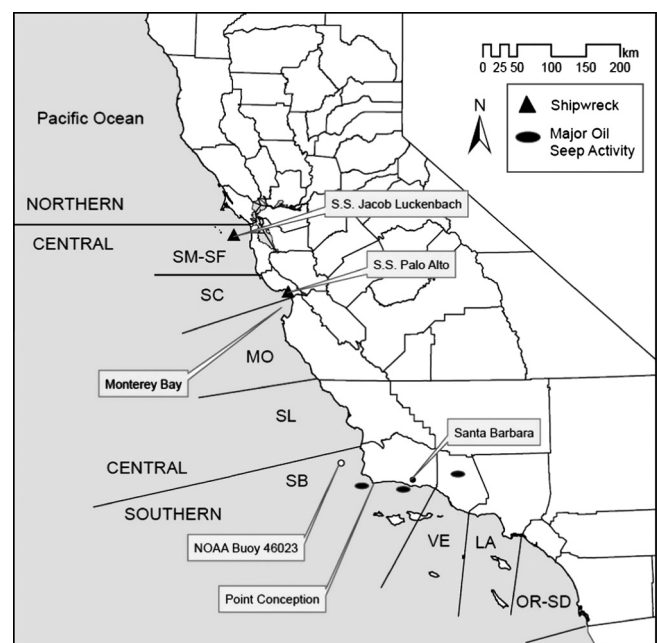 km
0 25 50 100 150 200
N
Shipwreck
Major Oil
Seep Activity
Pacific Ocean
S.S. Jacob Luckenbach
NORTHERN
CENTRAL
SM-SF
S.S. Palo Alto
SC
MO
Monterey Bay
SL
Santa Barbara
CENTRAL
SB
SOUTHERN
NOAA Buoy 46023
VE
LA
Point Conception
OR-SD